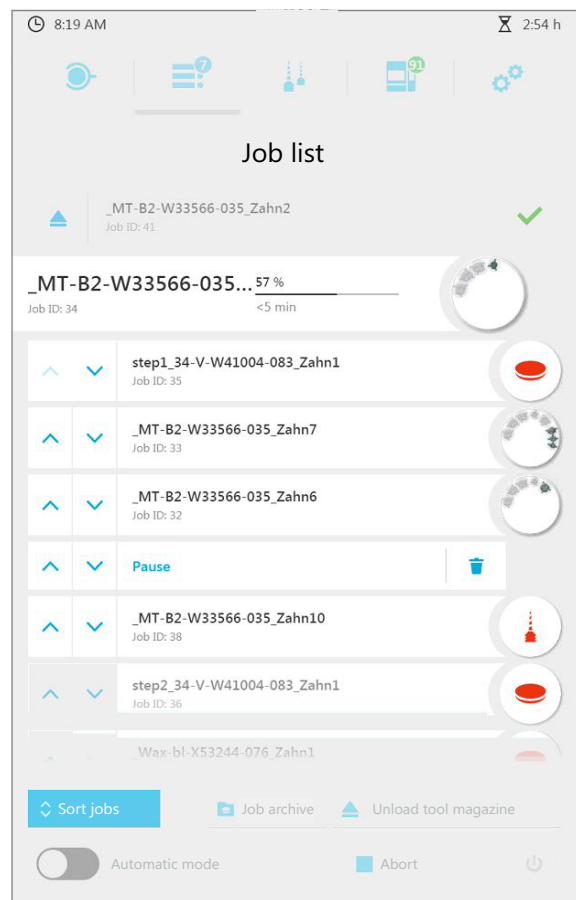 8:19 AM
2:54 h
7
91
Job list
_MT-B2-W33566-035_Zahn2
Job ID: 41
_MT-B2-W33566-035... 57 %
Job ID: 34
<5 min
step1_34-V-W41004-083_Zahn1
Job ID: 35
_MT-B2-W33566-035_Zahn7
Job ID: 33
_MT-B2-W33566-035_Zahn6
Job ID: 32
Pause
_MT-B2-W33566-035_Zahn10
Job ID: 38
step2_34-V-W41004-083_Zahn1
Job ID: 36
_Wax-bl-X53244-076_Zahn1
Sort jobs
Job archive
Unload tool magazine
Automatic mode
Abort